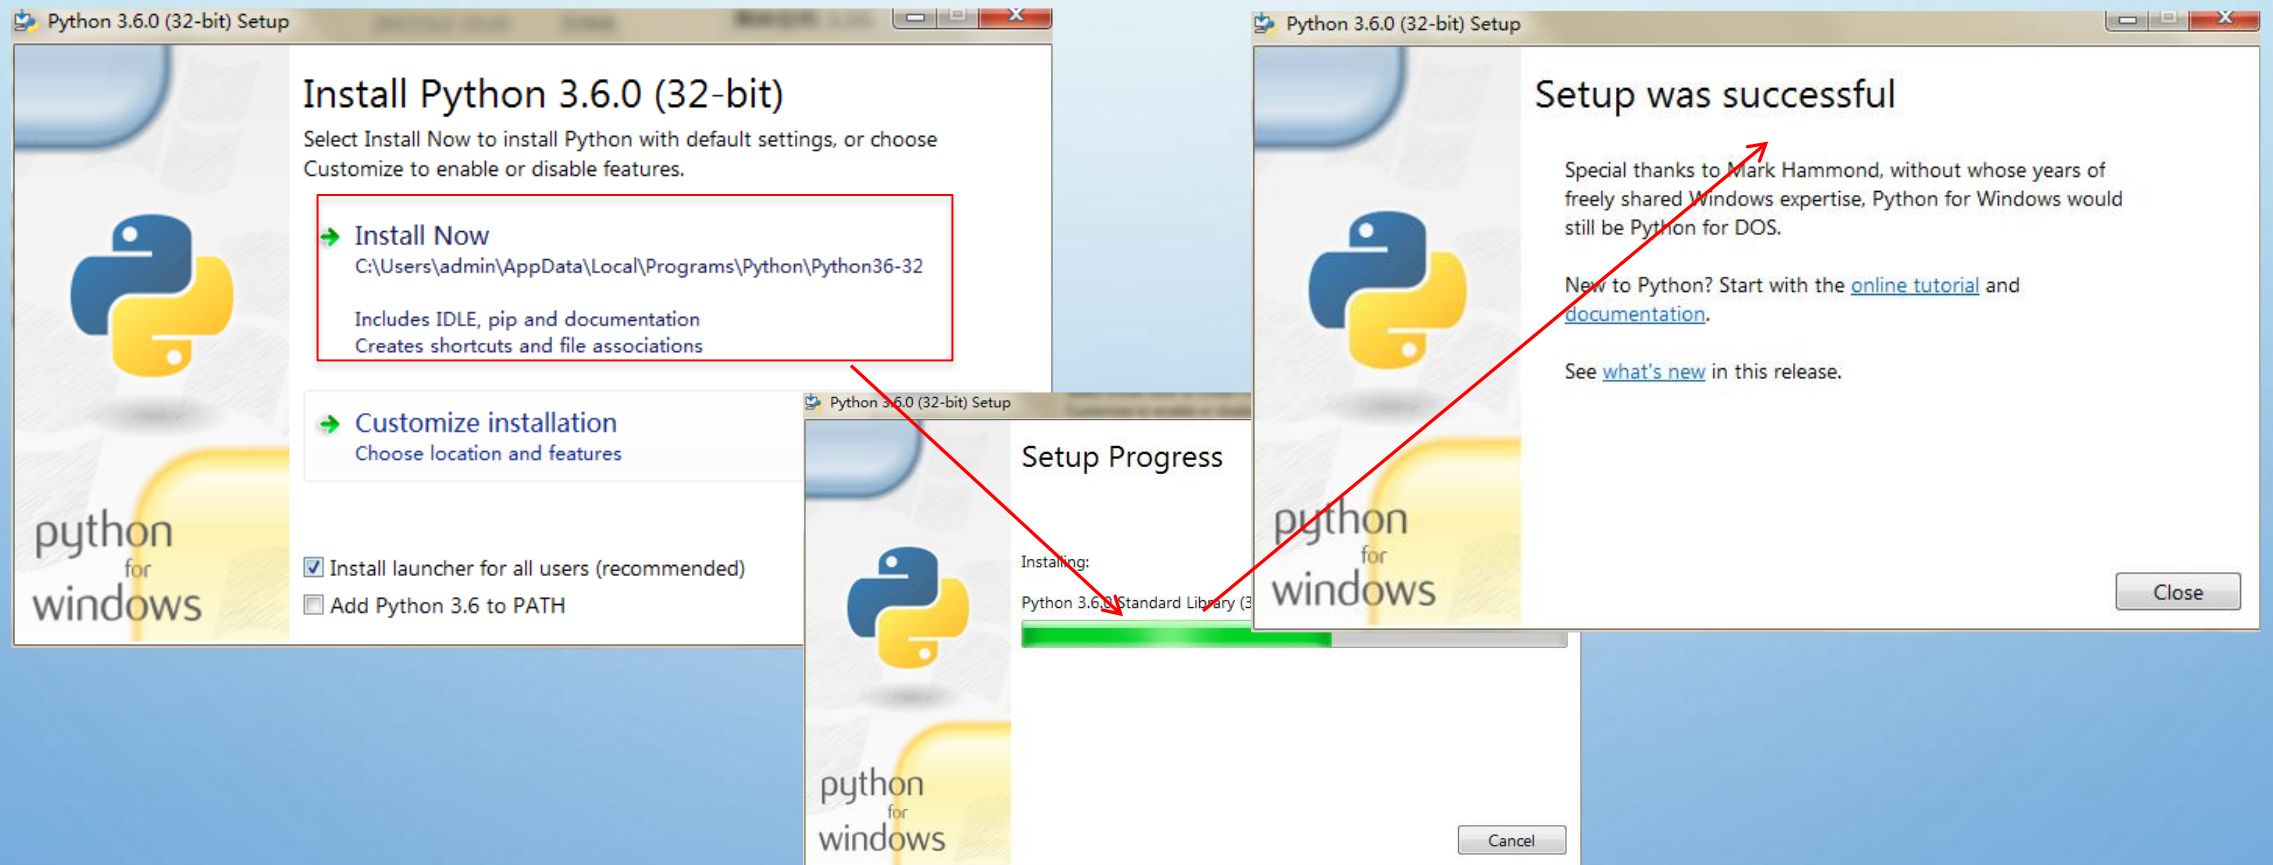 Python 3.6.0 (32-bit) Setup
Install Python 3.6.0 (32-bit)
Select Install Now to install Python with default settings, or choose
Customize to enable or disable features.
Install Now
C:\Users\admin\AppData\Local\Programs\Python\Python36-32
Includes IDLE, pip and documentation
Creates shortcuts and file associations
Customize installation
Choose location and features
Install launcher for all users (recommended)
Add Python 3.6 to PATH
python
for
windows
Python 3.6.0 (32-bit) Setup
Setup Progress
Installing:
Python 3.6.0 Standard Library (3
python
for
windows
Cancel
Python 3.6.0 (32-bit) Setup
Setup was successful
Special thanks to Mark Hammond, without whose years of
freely shared Windows expertise, Python for Windows would
still be Python for DOS.
New to Python? Start with the online tutorial and
documentation.
See what's new in this release.
python
for
windows
Close